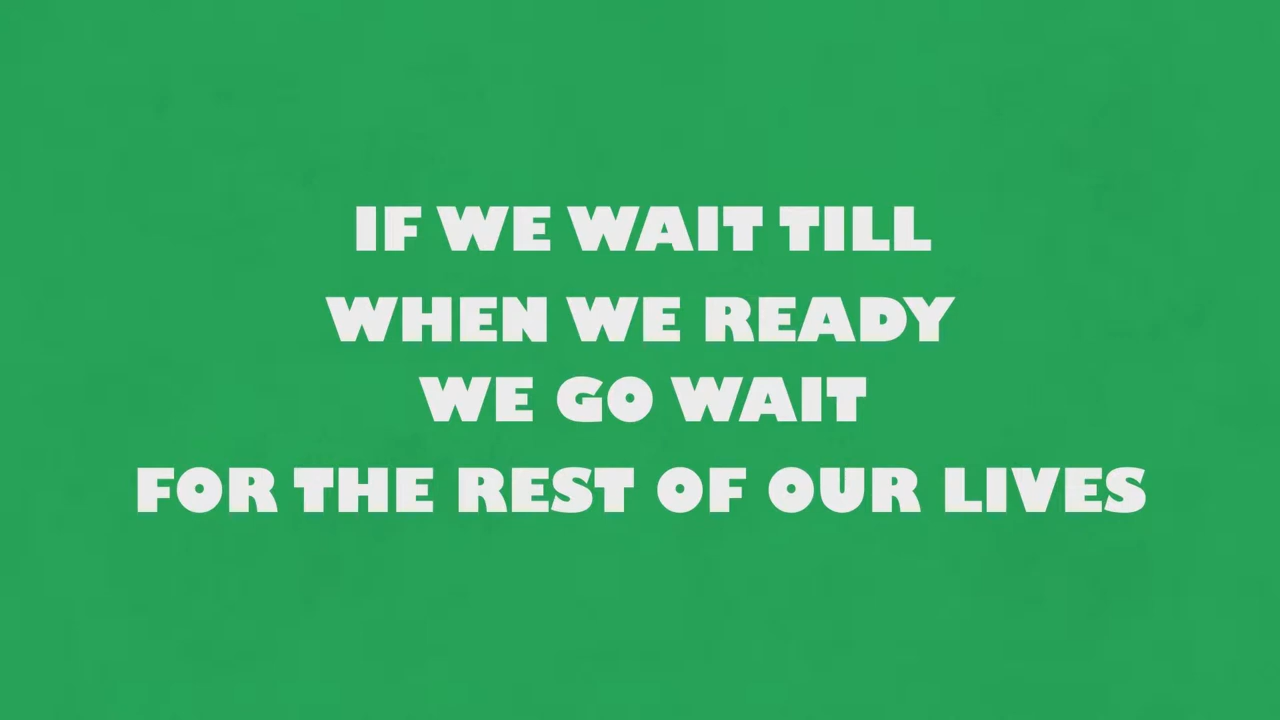 IF WE WAIT TILL
WHEN WE READY
WE GO WAIT
FOR THE REST OF OUR LIVES